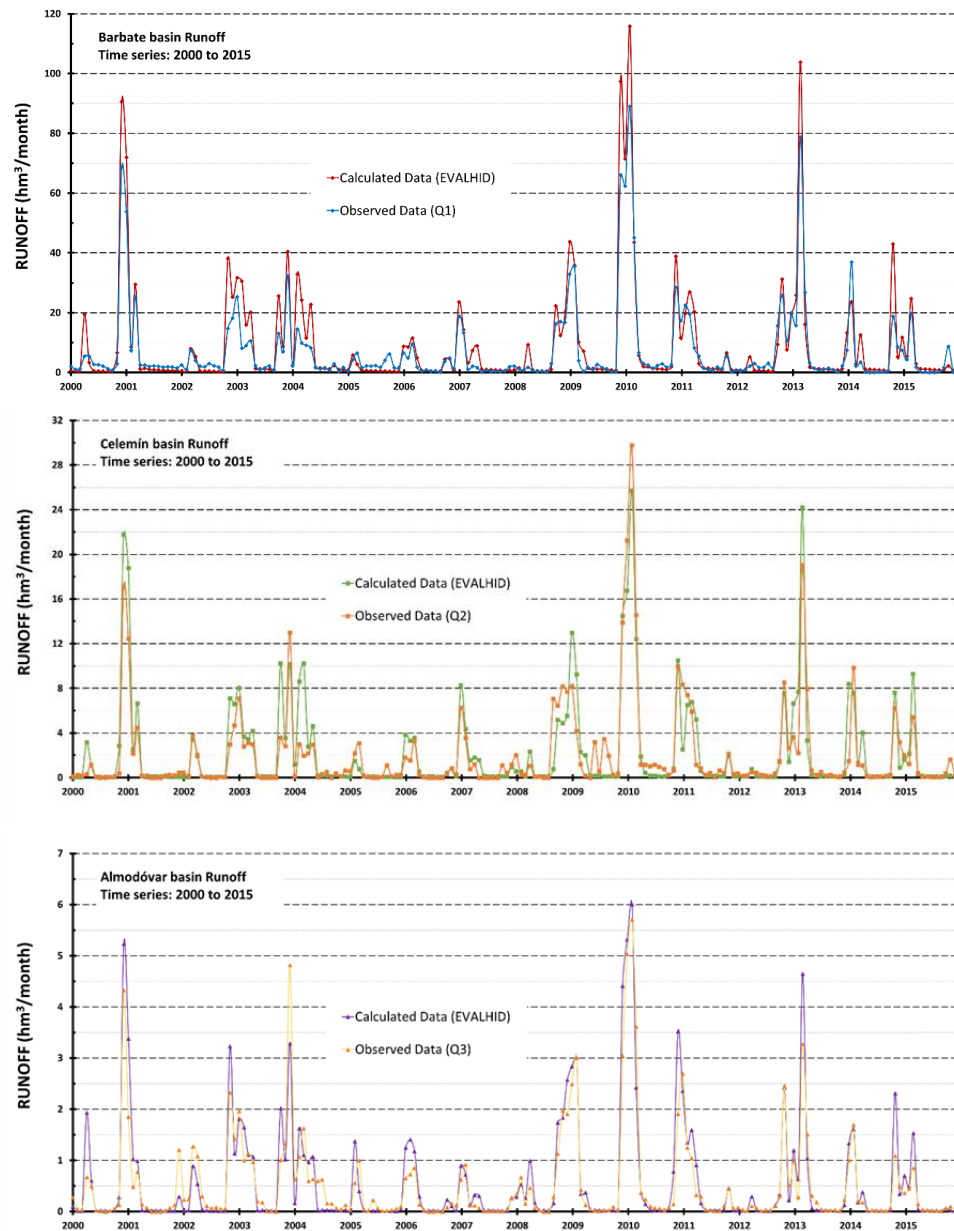 Barbate basin Runoff
Time series: 2000 to 2015
RUNOFF (hm³/month)
120
100
80
60
40
20
0
Calculated Data (EVALHID)
Observed Data (Q1)
2000 2001 2002 2003 2004 2005 2006 2007 2008 2009 2010 2011 2012 2013 2014 2015
Celemín basin Runoff
Time series: 2000 to 2015
RUNOFF (hm³/month)
32
28
24
20
16
12
8
4
0
Calculated Data (EVALHID)
Observed Data (Q2)
2000 2001 2002 2003 2004 2005 2006 2007 2008 2009 2010 2011 2012 2013 2014 2015
Almodóvar basin Runoff
Time series: 2000 to 2015
RUNOFF (hm³/month)
7
6
5
4
3
2
1
0
Calculated Data (EVALHID)
Observed Data (Q3)
2000 2001 2002 2003 2004 2005 2006 2007 2008 2009 2010 2011 2012 2013 2014 2015